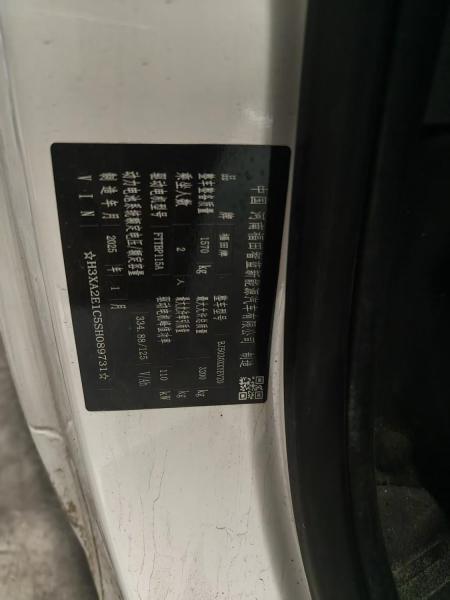 中国 河南福田智蓝新能源汽车有限公司 制造
品 牌 福田牌 整车型号
整车整备质量 1570 kg 最大允许总质量 kg
乘坐人数 2 人
驱动电机型号 FTTBP115A 驱动电机峰值功率 110 kW
动力电池系统额定电压/额定容量 334.88/125 V/Ah
制造年月 2025 年 1 月
V I N ☆H3XA2E1C5SH089731☆